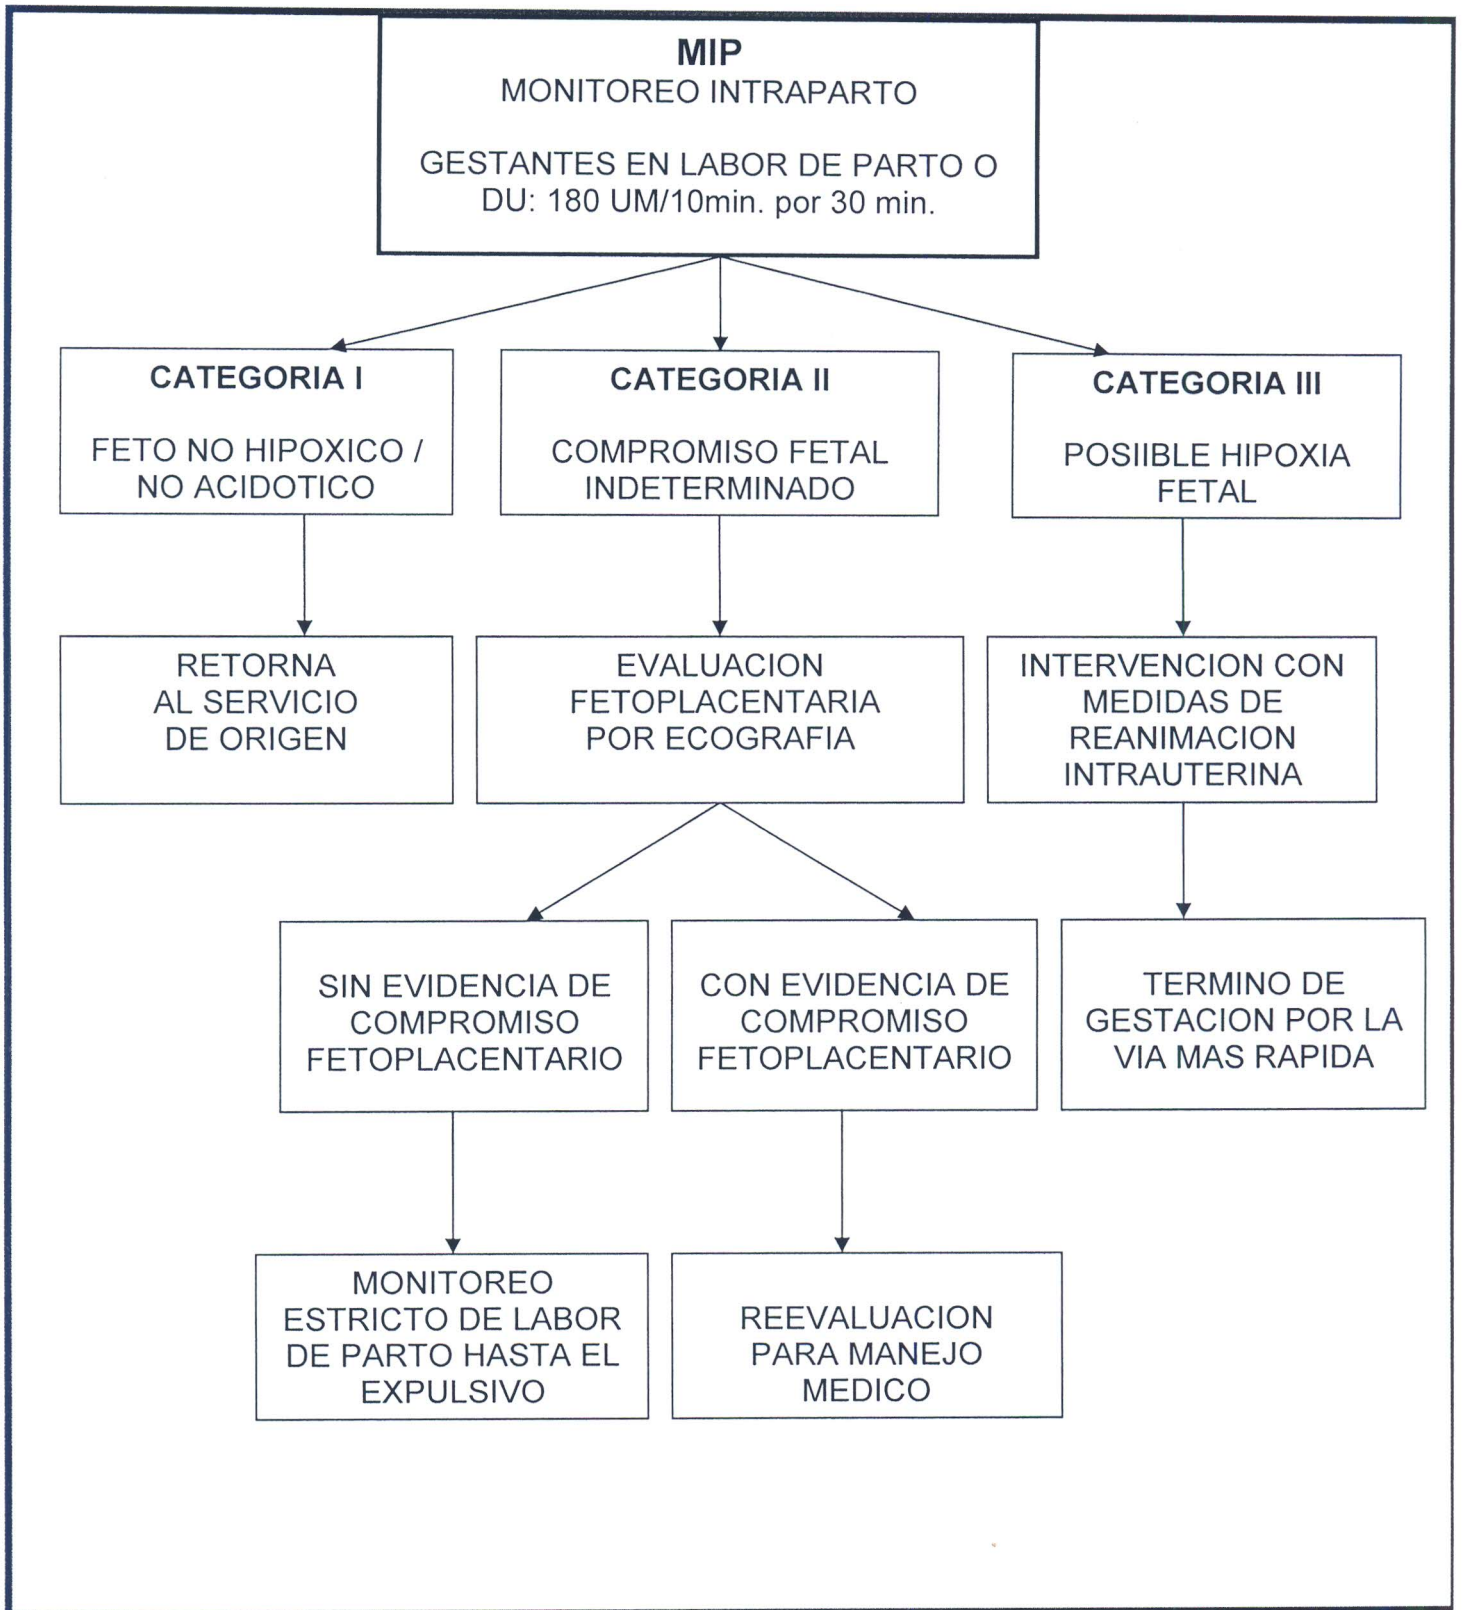 MIP
MONITOREO INTRAPARTO
GESTANTES EN LABOR DE PARTO O
DU: 180 UM/10min. por 30 min.
CATEGORIA I
FETO NO HIPOXICO /
NO ACIDOTICO
CATEGORIA II
COMPROMISO FETAL
INDETERMINADO
CATEGORIA III
POSIIBLE HIPOXIA
FETAL
RETORNA
AL SERVICIO
DE ORIGEN
EVALUACION
FETOPLACENTARIA
POR ECOGRAFIA
INTERVENCION CON
MEDIDAS DE
REANIMACION
INTRAUTERINA
SIN EVIDENCIA DE
COMPROMISO
FETOPLACENTARIO
CON EVIDENCIA DE
COMPROMISO
FETOPLACENTARIO
TERMINO DE
GESTACION POR LA
VIA MAS RAPIDA
MONITOREO
ESTRICTO DE LABOR
DE PARTO HASTA EL
EXPULSIVO
REEVALUACION
PARA MANEJO
MEDICO